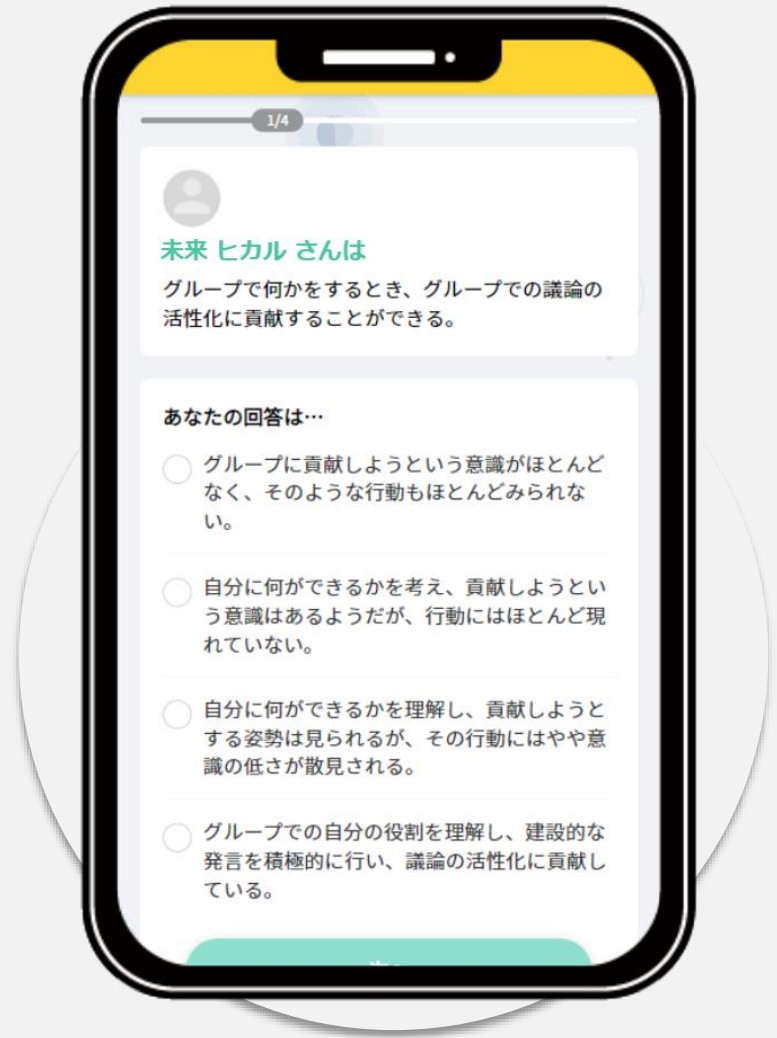 1/4
未来 ヒカル さんは
グループで何かをするとき、グループでの議論の
活性化に貢献することができる。
あなたの回答は…
グループに貢献しようという意識がほとんど
なく、そのような行動もほとんどみられな
い。
自分に何ができるかを考え、貢献しようとい
う意識はあるようだが、行動にはほとんど現
れていない。
自分に何ができるかを理解し、貢献しようと
する姿勢は見られるが、その行動にはやや意
識の低さが散見される。
グループでの自分の役割を理解し、建設的な
発言を積極的に行い、議論の活性化に貢献し
ている。